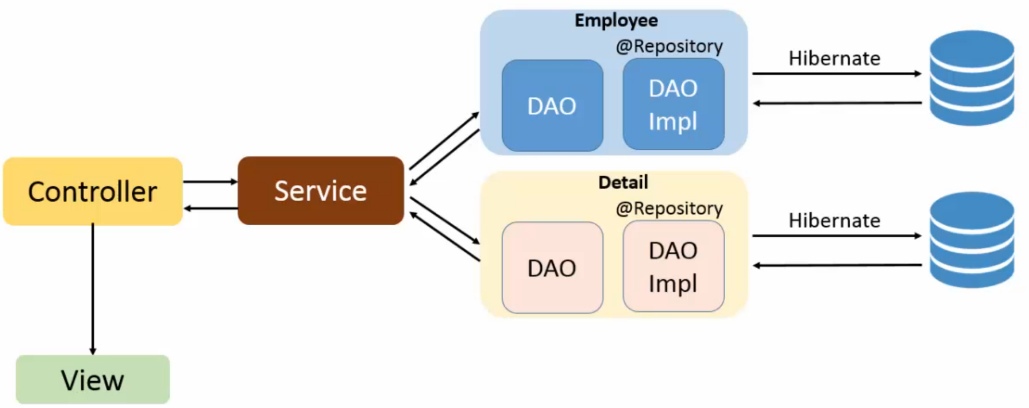 Employee
@Repository
DAO
DAO
Impl
Hibernate
Controller
Service
Detail
@Repository
DAO
DAO
Impl
Hibernate
View